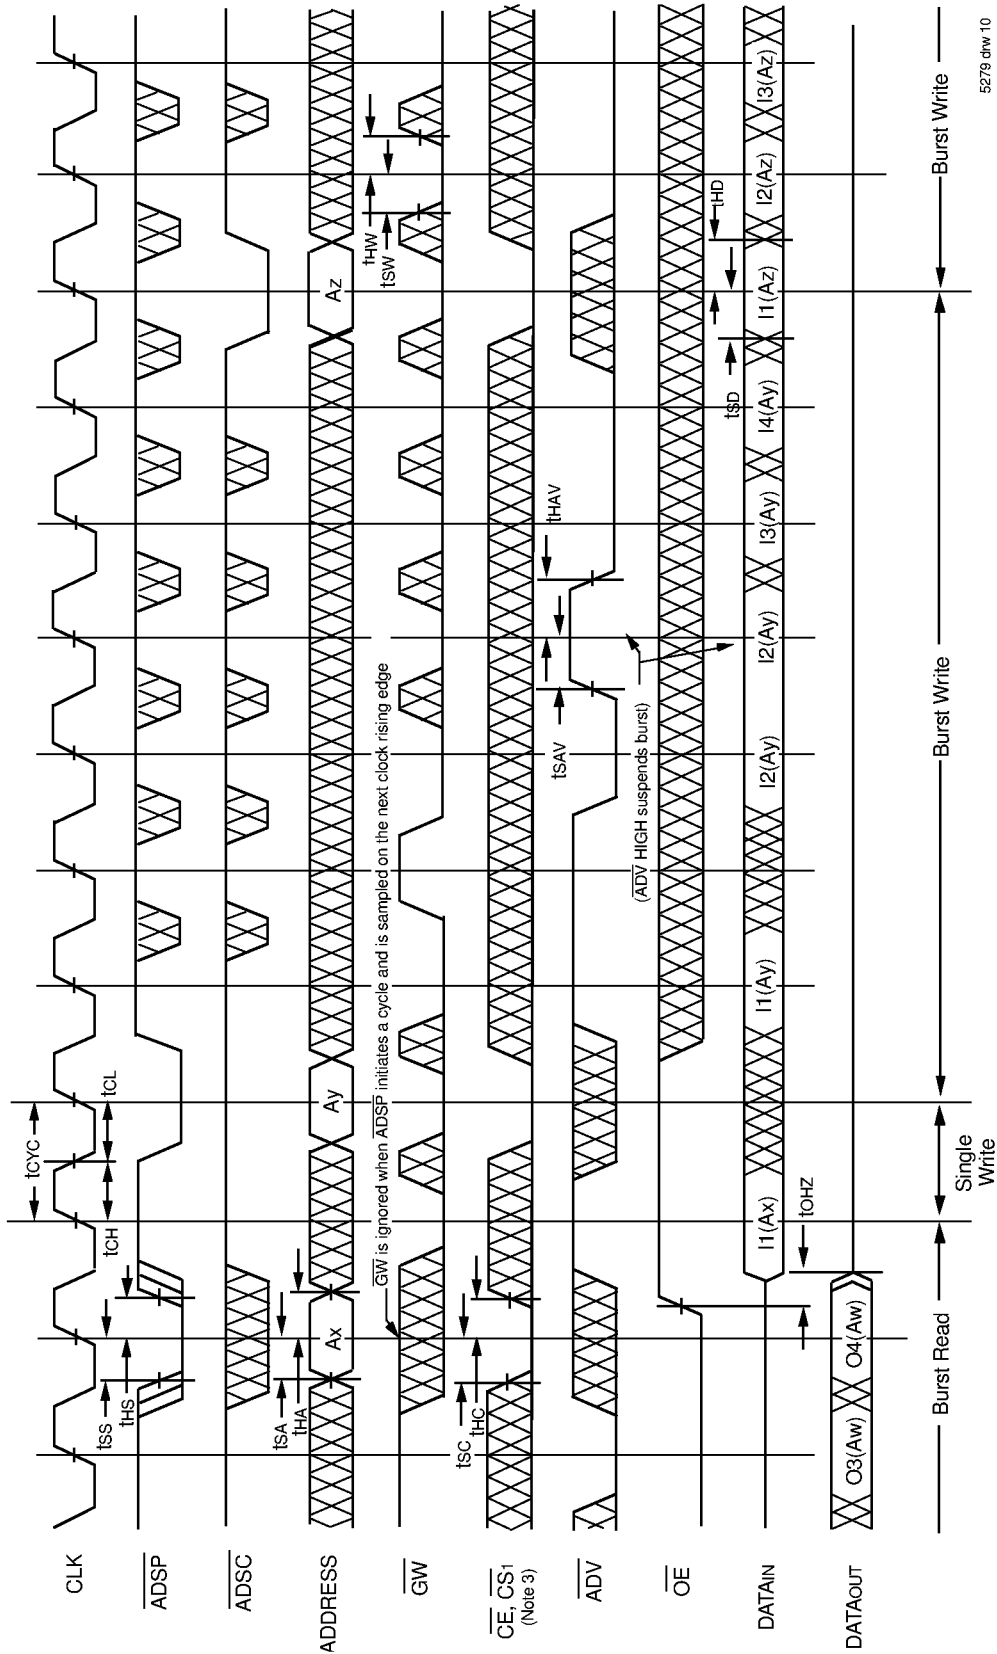 CLK
tCYC
tCH
tCL
ADSP
tSS
tHS
ADSC
ADDRESS
tSA
tHA
Ax
Ay
Az
GW
GW is ignored when ADSP initiates a cycle and is sampled on the next clock rising edge
tHW
tSW
CE, CS1
(Note 3)
tSC
tHC
ADV
tSAV
tHAV
(ADV HIGH suspends burst)
OE
DATAIN
I1(Ax)
I1(Ay)
I2(Ay)
I2(Ay)
I3(Ay)
I4(Ay)
I1(Az)
I2(Az)
I3(Az)
tSD
tHD
tOHZ
DATAOUT
O3(Aw)
O4(Aw)
Burst Read
Single
Write
Burst Write
Burst Write
5279 drw 10